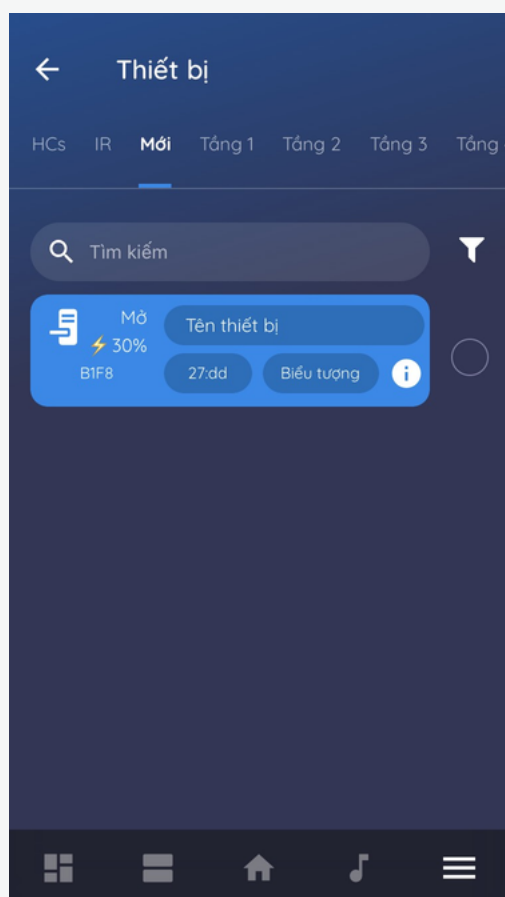 Thiết bị
HCs IR Mới Tầng 1 Tầng 2 Tầng 3 Tầng
Tìm kiếm
Mở
⚡30%
B1F8
Tên thiết bị
27:dd Biểu tượng